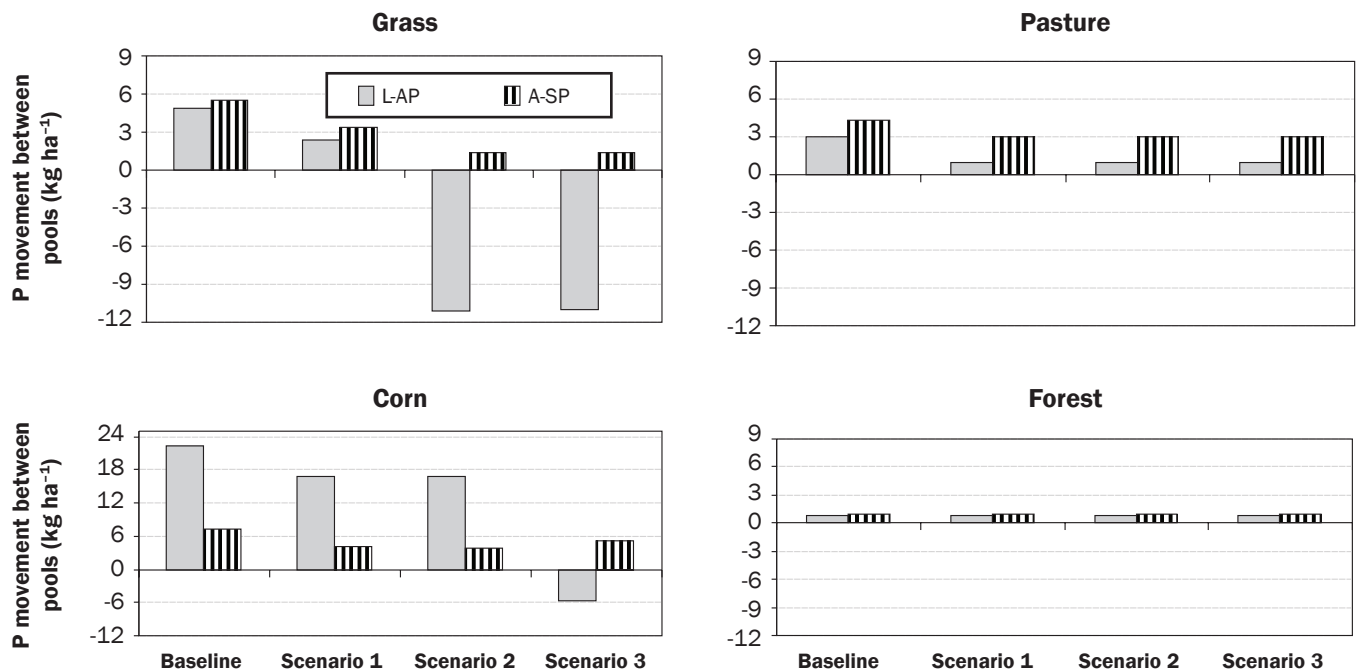 Grass
P movement between
pools (kg ha⁻¹)
9
6
3
0
-3
-6
-9
-12
L-AP
A-SP
Pasture
9
6
3
0
-3
-6
-9
-12
Corn
P movement between
pools (kg ha⁻¹)
24
18
12
6
0
-6
-12
Baseline Scenario 1 Scenario 2 Scenario 3
Forest
9
6
3
0
-3
-6
-9
-12
Baseline Scenario 1 Scenario 2 Scenario 3